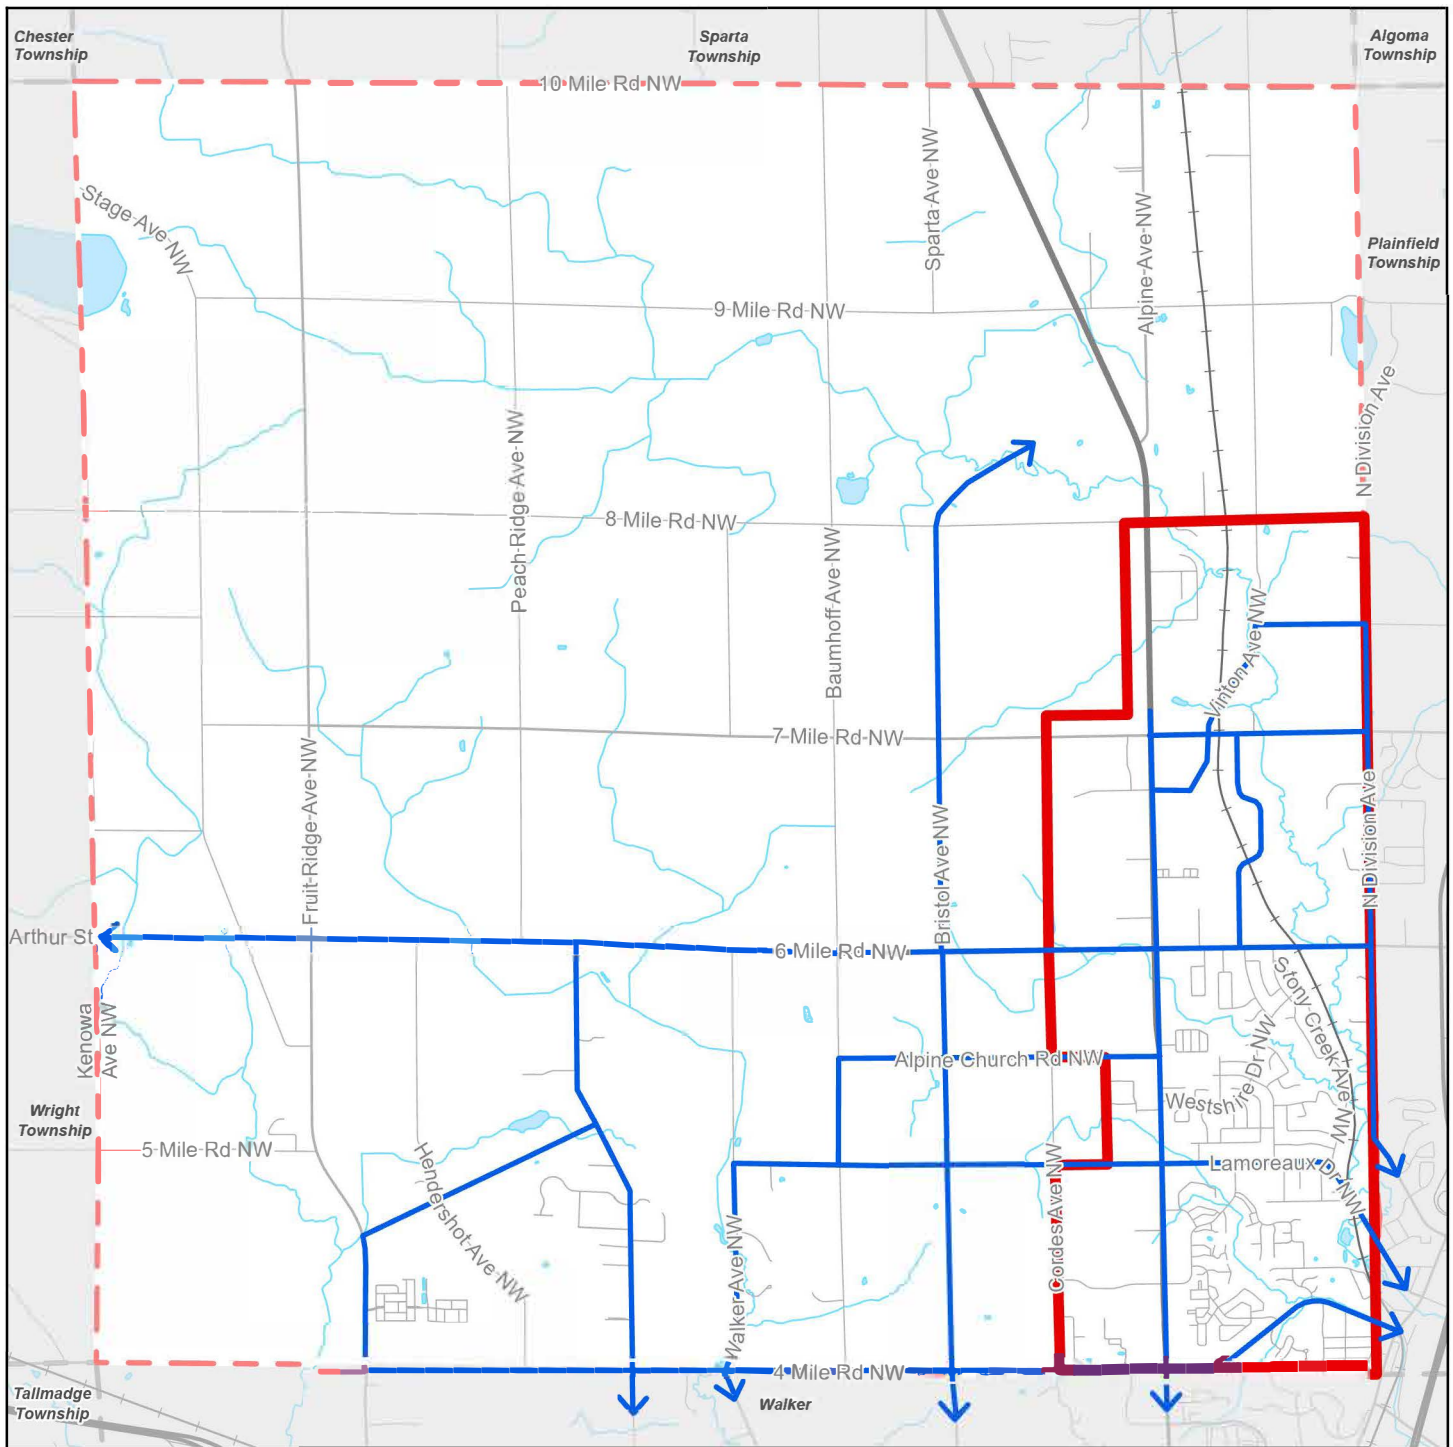 Chester
Township
Sparta
Township
Algoma
Township
10 Mile Rd NW
Stage Ave NW
Sparta Ave NW
Alpine Ave NW
Plainfield
Township
9 Mile Rd NW
N Division Ave
Peach Ridge Ave NW
8 Mile Rd NW
Baumhoff Ave NW
Vinton Ave NW
7 Mile Rd NW
Fruit Ridge Ave NW
Bristol Ave NW
N Division Ave
Arthur St
6 Mile Rd NW
Stony Creek Ave NW
Kenowa
Ave NW
Alpine Church Rd NW
Westshire Dr NW
Wright
Township
5 Mile Rd NW
Hendershot Ave NW
Lamoreaux Dr NW
Cordes Ave NW
Walker Ave NW
4 Mile Rd NW
Tallmadge
Township
Walker